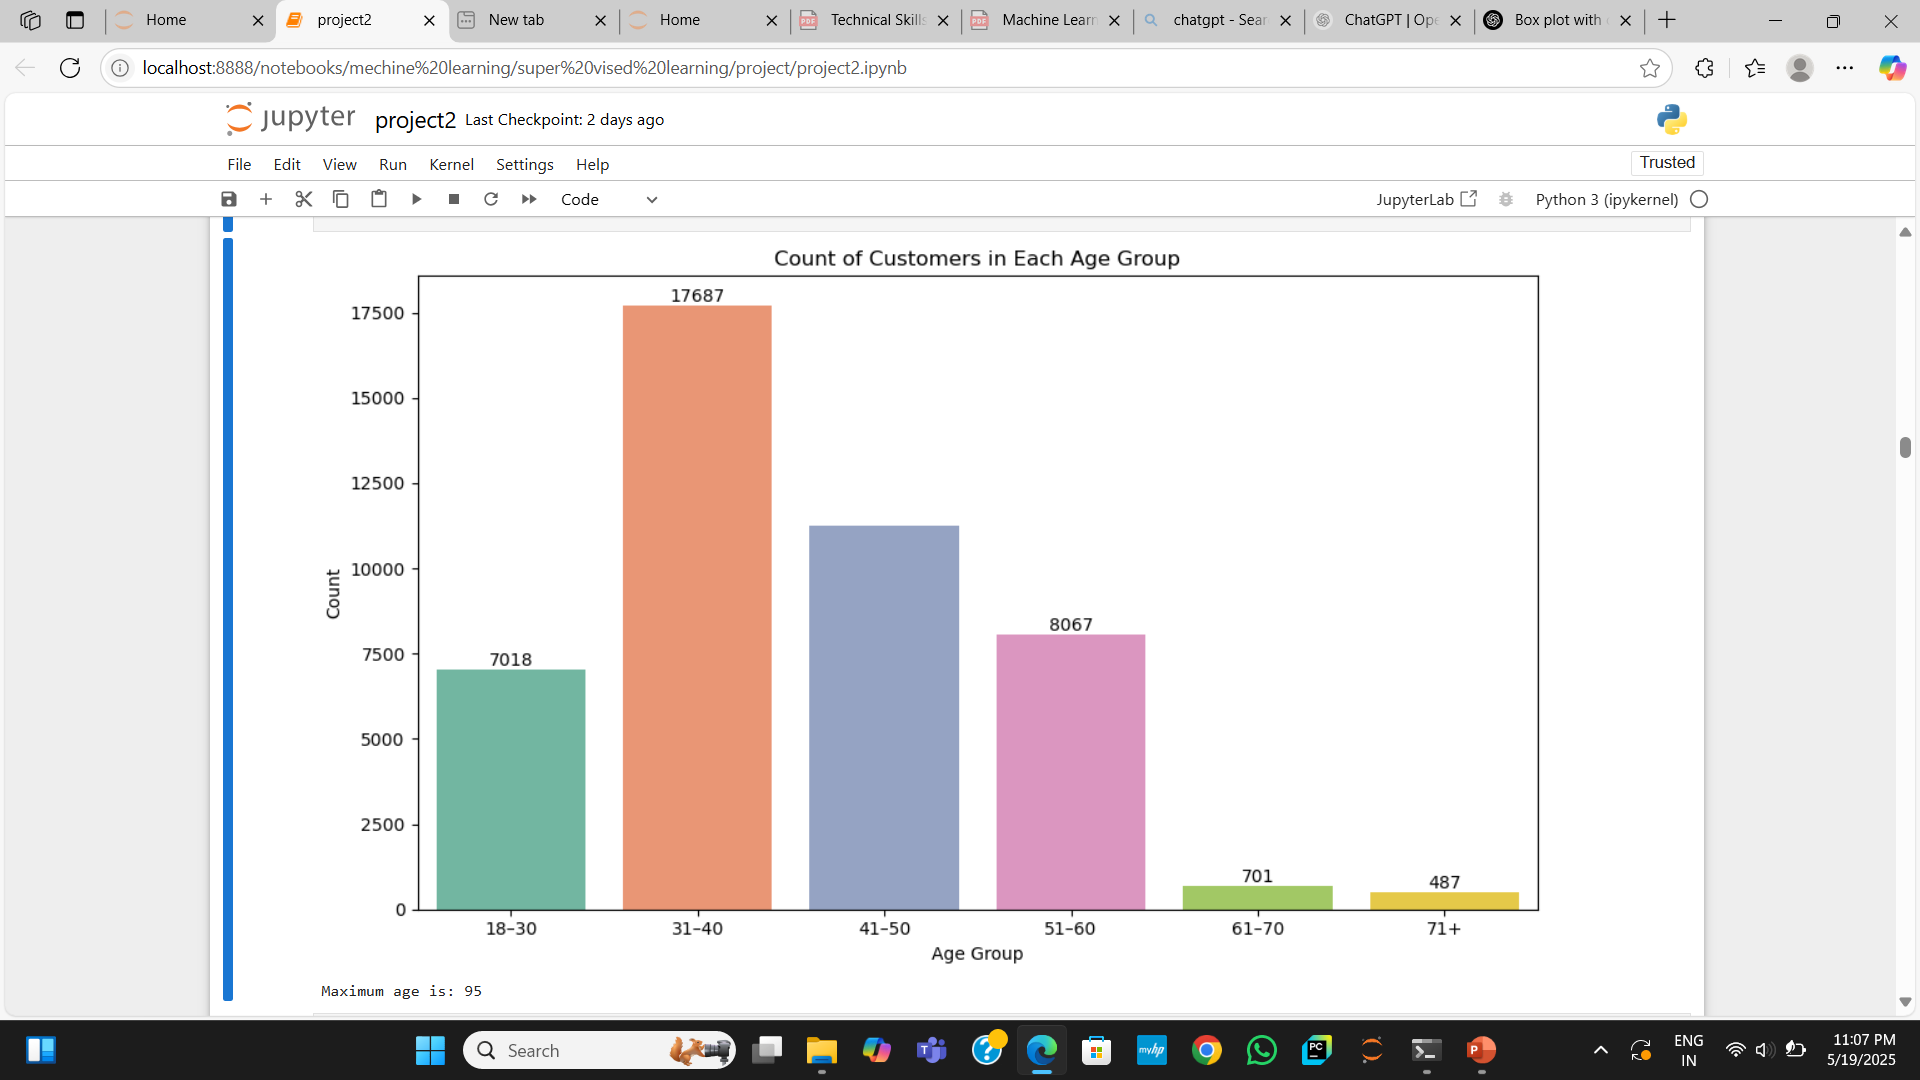 Home
project2
New tab
Home
Technical Skills
Machine Learn
chatgpt - Sear
ChatGPT | Ope
Box plot with
localhost:8888/notebooks/mechine%20learning/super%20vised%20learning/project/project2.ipynb
jupyter project2 Last Checkpoint: 2 days ago
File Edit View Run Kernel Settings Help
Trusted
Code
JupyterLab
Python 3 (ipykernel)
Count of Customers in Each Age Group
17687
17500
15000
12500
10000
Count
8067
7500
7018
5000
2500
701
487
0
18–30 31–40 41–50 51–60 61–70 71+
Age Group
Maximum age is: 95
Search
myhp
PC
ENG
IN
11:07 PM
5/19/2025